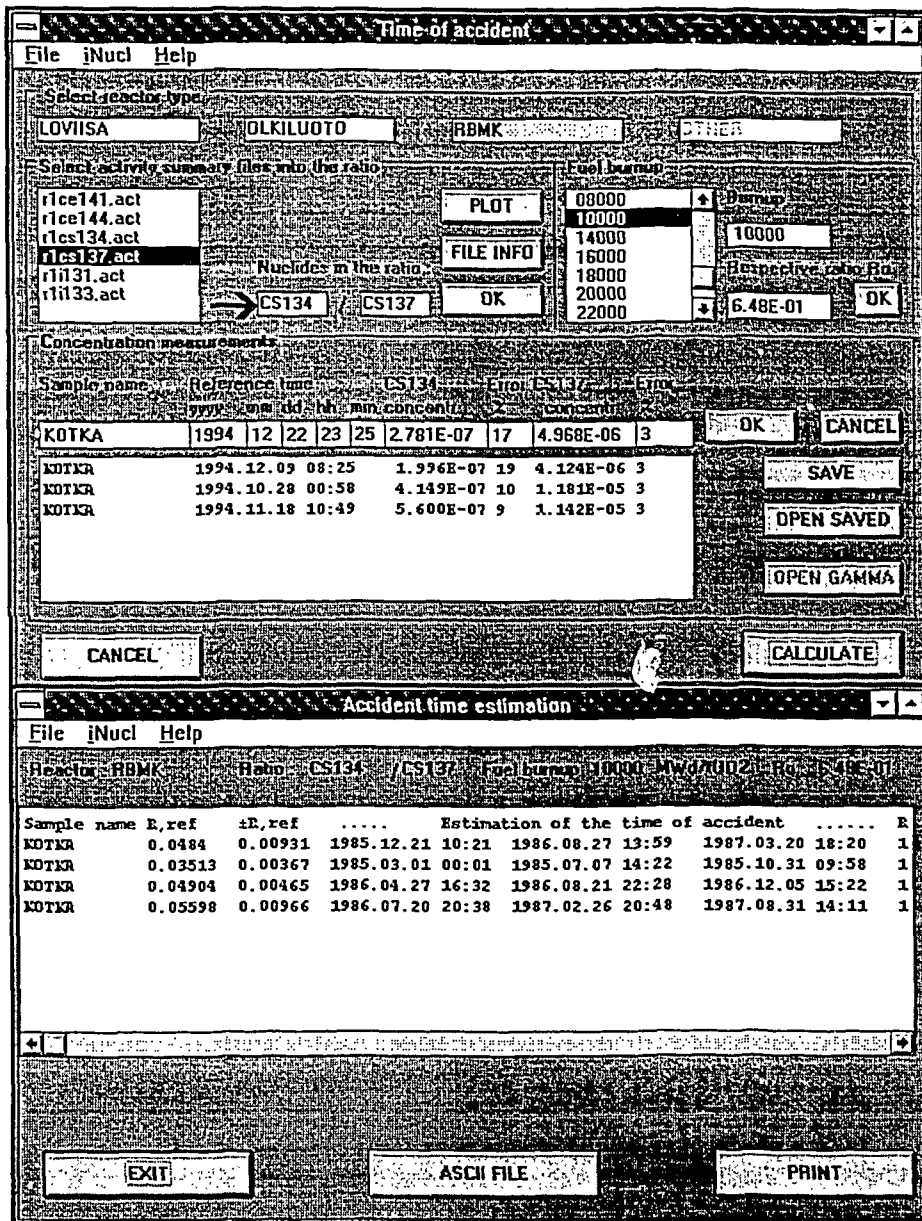 Time of accident
File iNucl Help
Select reactor type
LOVIISA OLKILUOTO RBMK OTHER
Select activity summary files into the ratio Fuel burnup
r1ce141.act
r1ce144.act
r1cs134.act
r1cs137.act
r1i131.act
r1i133.act
PLOT
FILE INFO
OK
Nuclides in the ratio
CS134 / CS137
08000
10000
14000
16000
18000
20000
22000
Burnup
10000
Respective ratio Ro
6.48E-01 OK
Concentration measurements
Sample name Reference time CS134 Error CS137 Error
yyyy mm dd hh min concentr. % concentr. %
KOTKA 1994 12 22 23 25 2.781E-07 17 4.968E-06 3 OK CANCEL
KOTKA 1994.12.09 08:25 1.996E-07 19 4.124E-06 3
KOTKA 1994.10.28 00:58 4.149E-07 10 1.181E-05 3
KOTKA 1994.11.18 10:49 5.600E-07 9 1.142E-05 3
SAVE
OPEN SAVED
OPEN GAMMA
CANCEL CALCULATE
Accident time estimation
File iNucl Help
Reactor RBMK Ratio CS134 /CS137 Fuel burnup 10000 MWd/tUO2 Ro
Sample name R,ref ±R,ref ..... Estimation of the time of accident ...... R
KOTKA 0.0484 0.00931 1985.12.21 10:21 1986.08.27 13:59 1987.03.20 18:20 1
KOTKA 0.03513 0.00367 1985.03.01 00:01 1985.07.07 14:22 1985.10.31 09:58 1
KOTKA 0.04904 0.00465 1986.04.27 16:32 1986.08.21 22:28 1986.12.05 15:22 1
KOTKA 0.05598 0.00966 1986.07.20 20:38 1987.02.26 20:48 1987.08.31 14:11 1
EXIT ASCII FILE PRINT